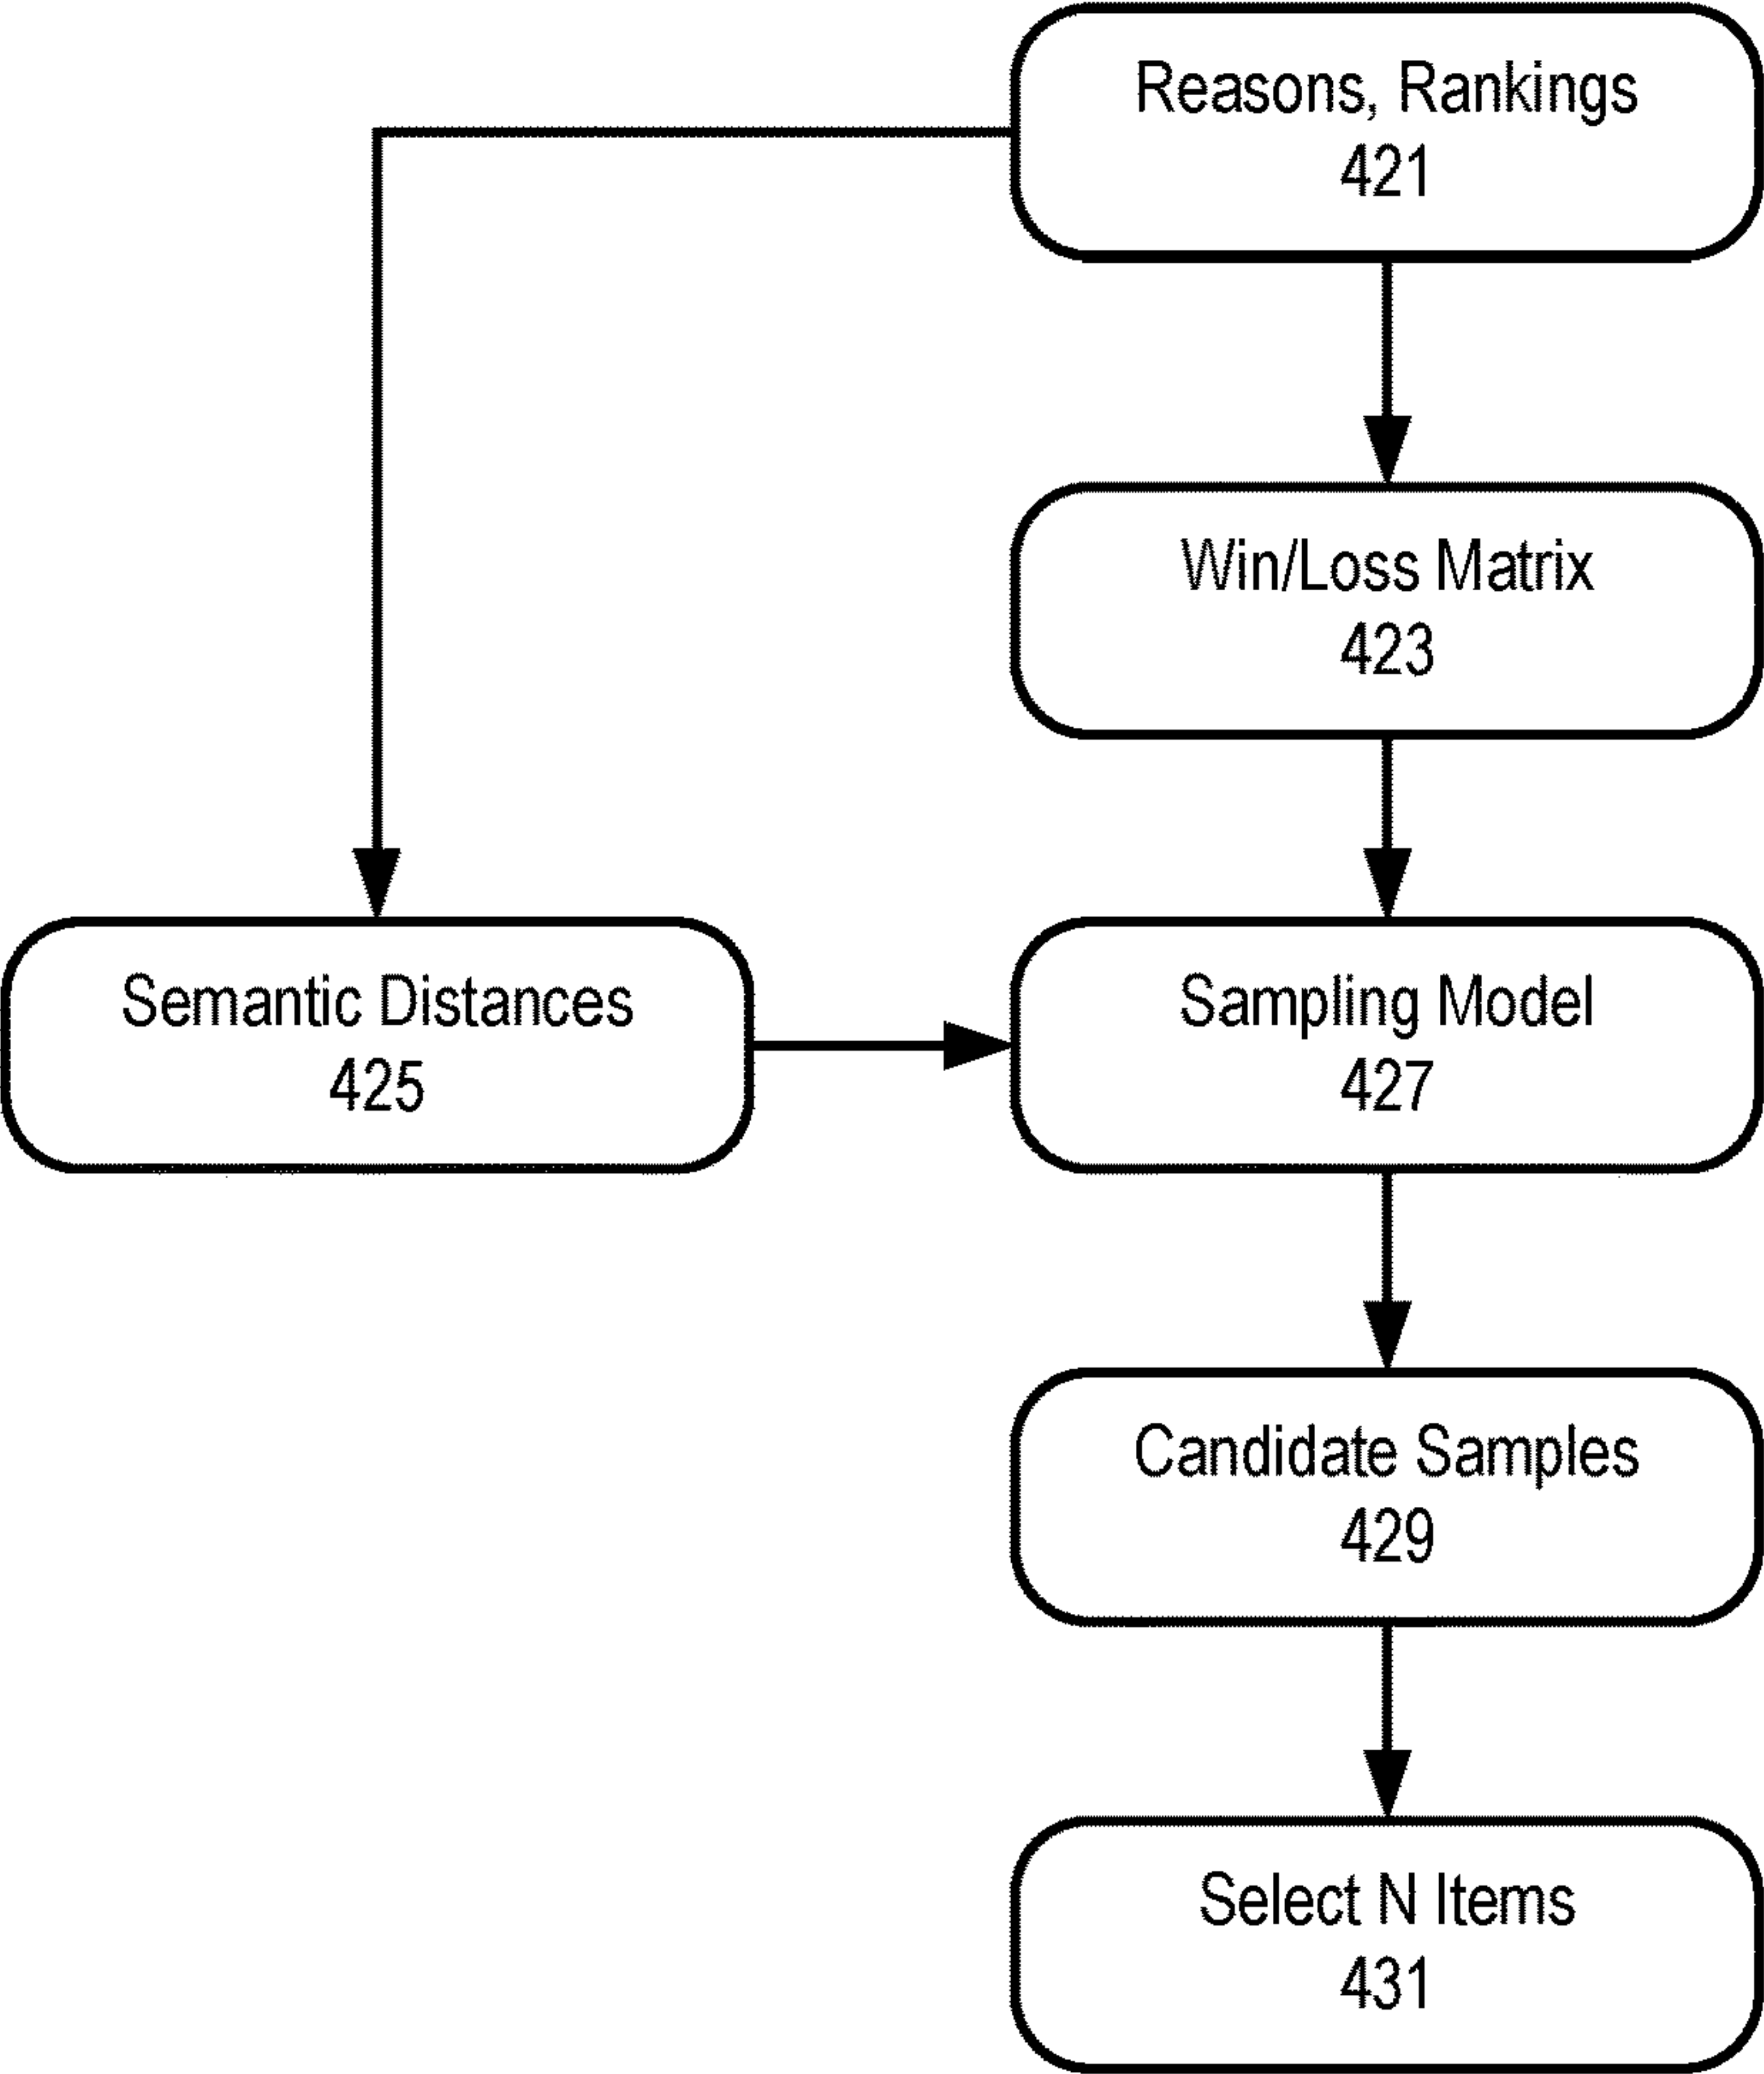 Reasons, Rankings
421
Win/Loss Matrix
423
Semantic Distances
425
Sampling Model
427
Candidate Samples
429
Select N Items
431